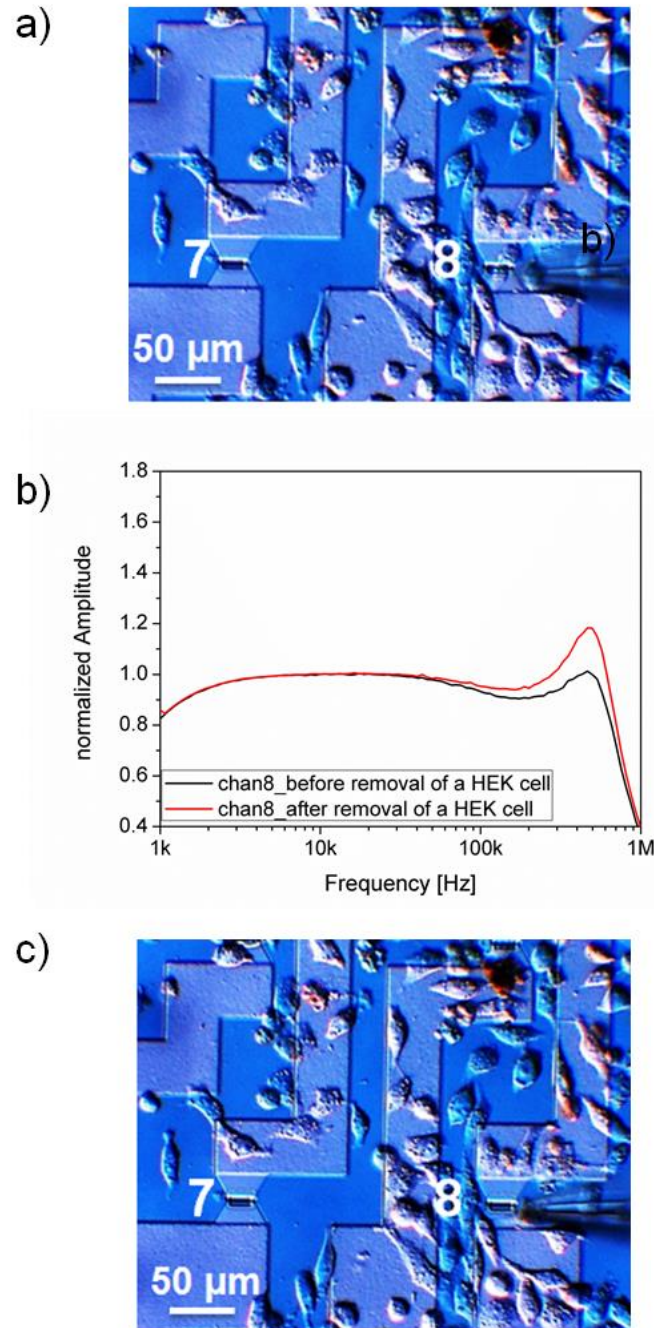 a)
7
8
b)
50 µm
b)
1.8
1.6
1.4
1.2
1.0
0.8
0.6
0.4
normalized Amplitude
chan8_before removal of a HEK cell
chan8_after removal of a HEK cell
1k
10k
100k
1M
Frequency [Hz]
c)
7
8
50 µm